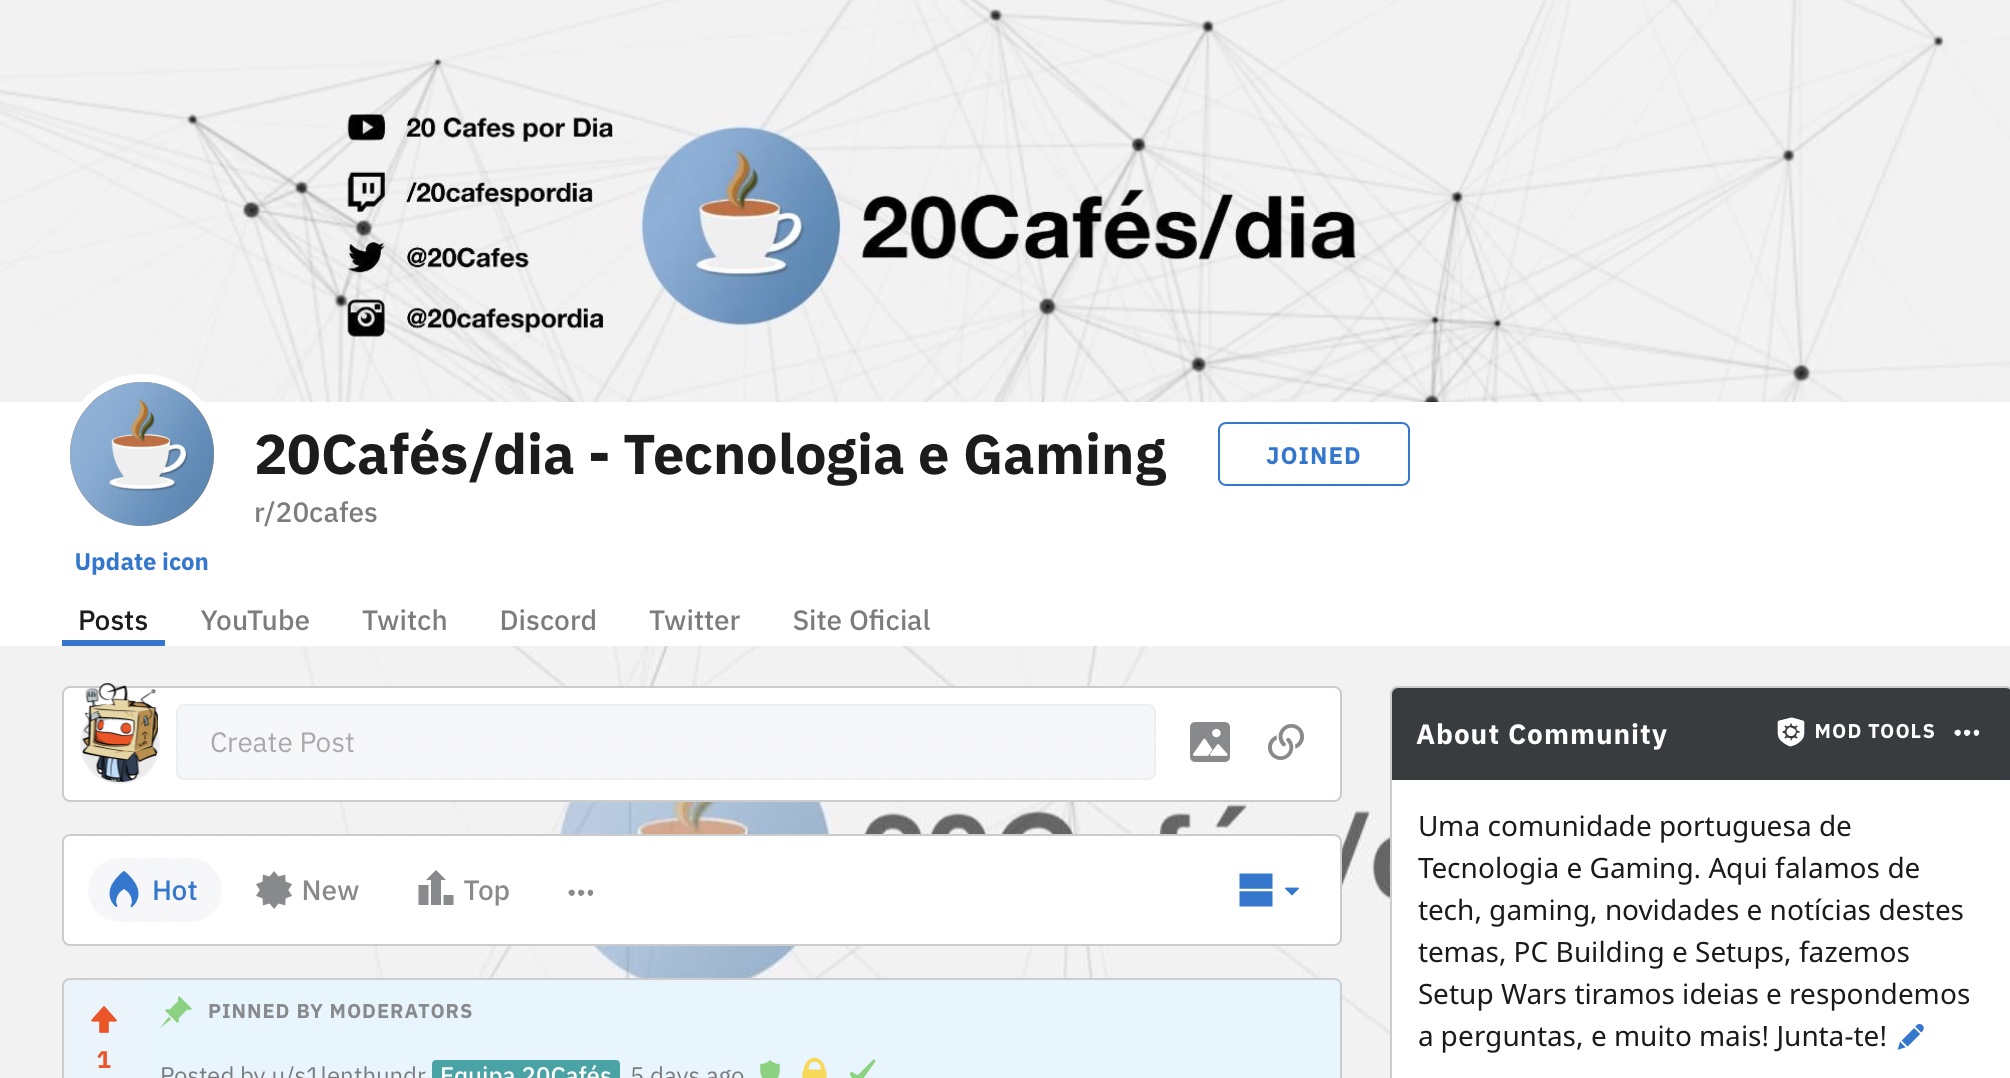 20 Cafes por Dia
/20cafespordia
@20Cafes
@20cafespordia
20Cafés/dia
20Cafés/dia - Tecnologia e Gaming
JOINED
r/20cafes
Update icon
Posts YouTube Twitch Discord Twitter Site Oficial
Create Post
Hot New Top
PINNED BY MODERATORS
1
Posted by u/s1lenthundr Equipa 20Cafés 5 days ago
About Community MOD TOOLS
Uma comunidade portuguesa de
Tecnologia e Gaming. Aqui falamos de
tech, gaming, novidades e notícias destes
temas, PC Building e Setups, fazemos
Setup Wars tiramos ideias e respondemos
a perguntas, e muito mais! Junta-te!